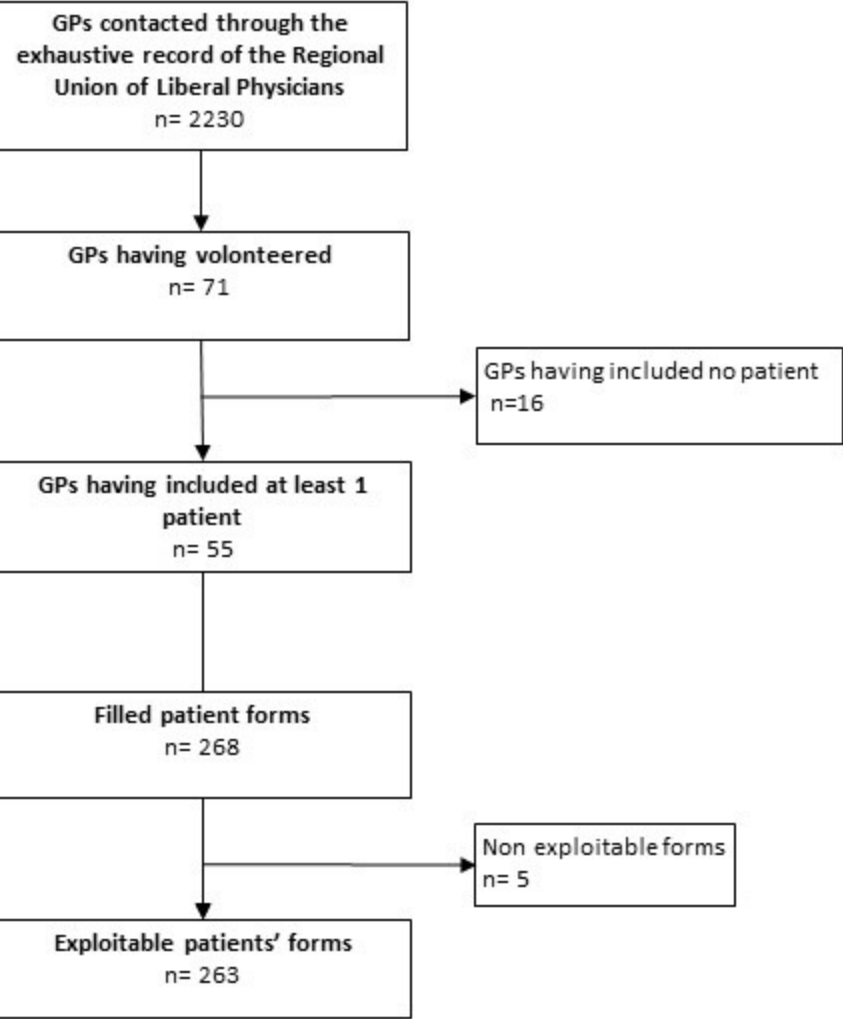 GPs contacted through the
exhaustive record of the Regional
Union of Liberal Physicians
n= 2230
GPs having volonteered
n= 71
GPs having included no patient
n=16
GPs having included at least 1
patient
n= 55
Filled patient forms
n= 268
Non exploitable forms
n= 5
Exploitable patients’ forms
n= 263